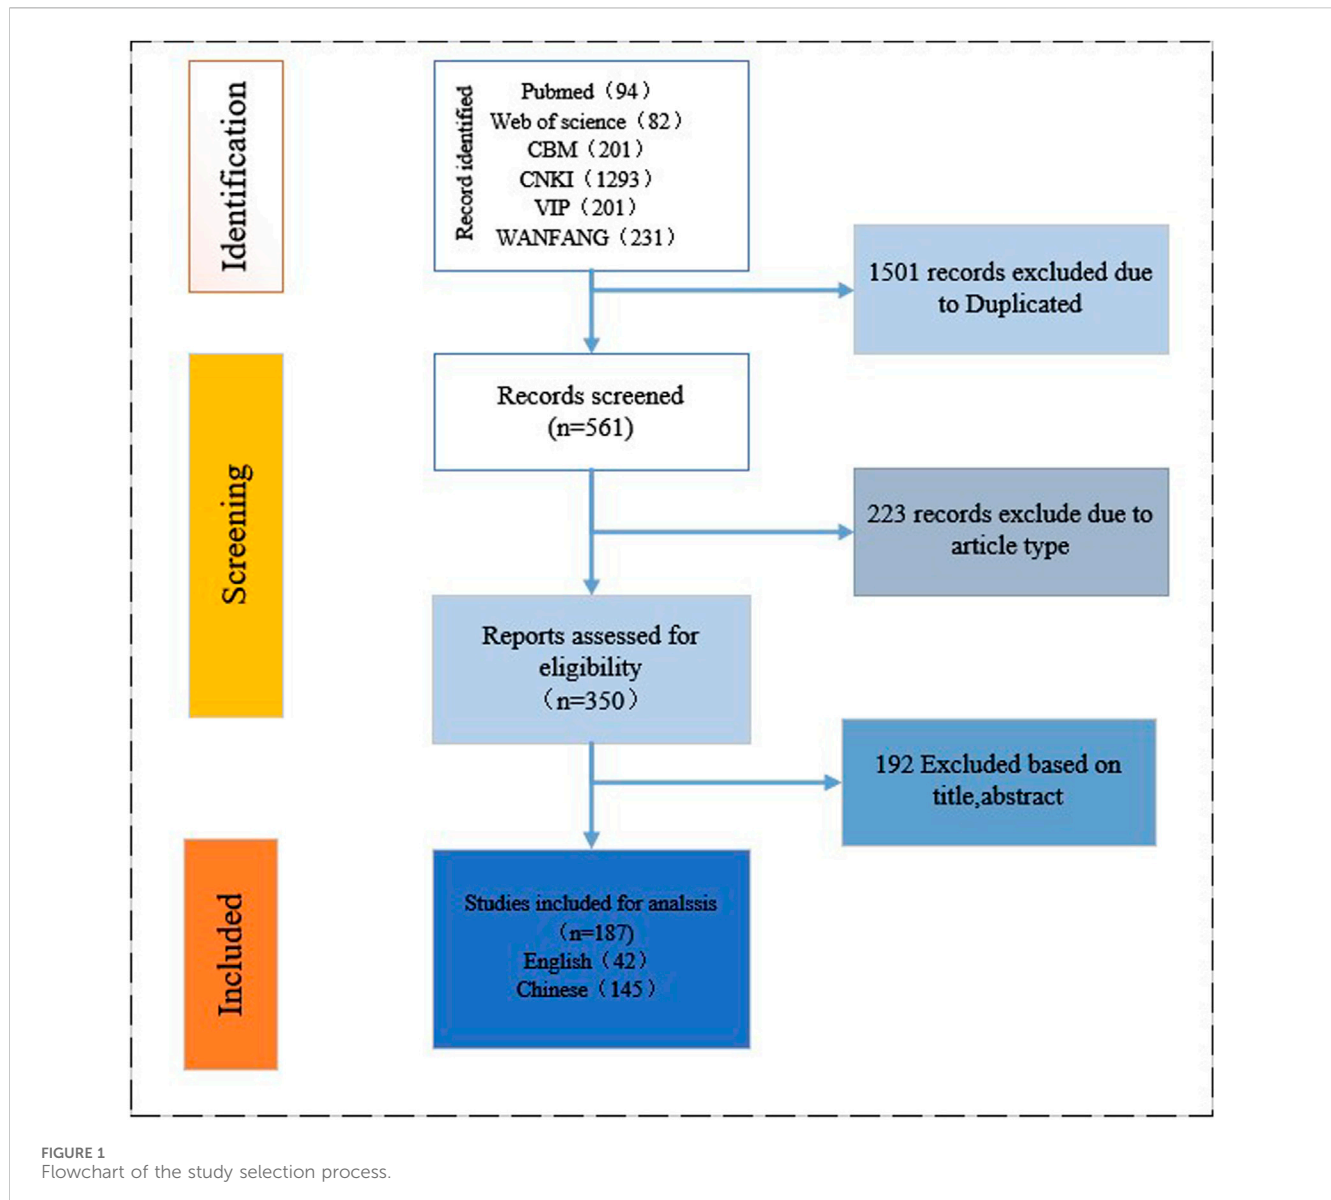 Identification
Record identified
Pubmed（94）
Web of science（82）
CBM（201）
CNKI（1293）
VIP（201）
WANFANG（231）
1501 records excluded due
to Duplicated
Screening
Records screened
(n=561)
223 records exclude due to
article type
Reports assessed for
eligibility
（n=350）
192 Excluded based on
title,abstract
Included
Studies included for analssis
（n=187)
English（42）
Chinese（145）
FIGURE 1
Flowchart of the study selection process.